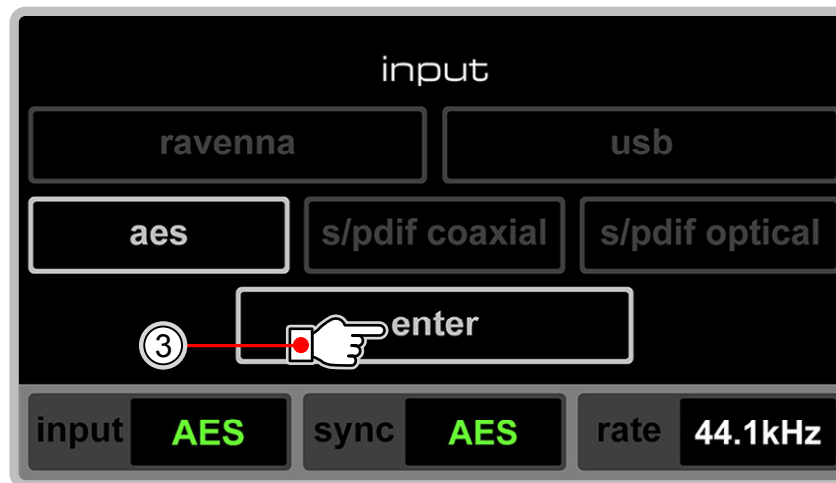 input
ravenna usb
aes s/pdif coaxial s/pdif optical
3 enter
input AES sync AES rate 44.1kHz